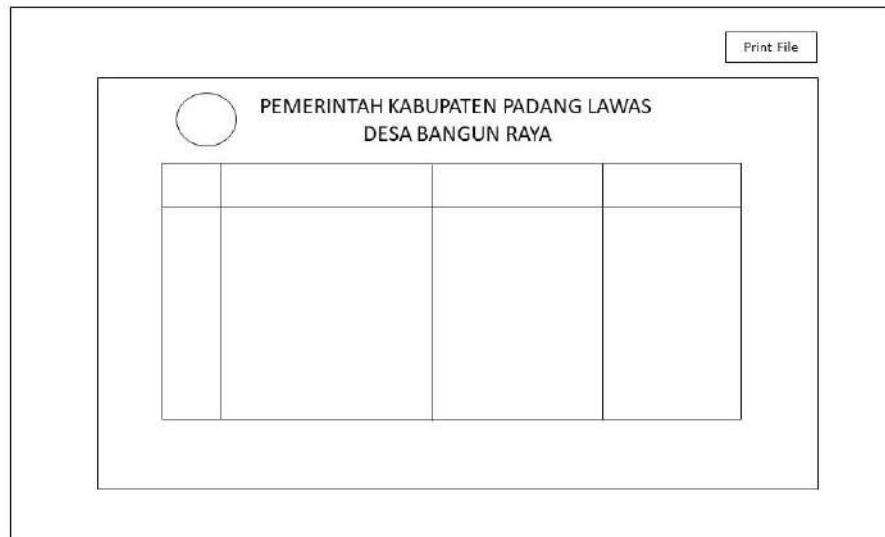 Print File
PEMERINTAH KABUPATEN PADANG LAWAS
DESA BANGUN RAYA